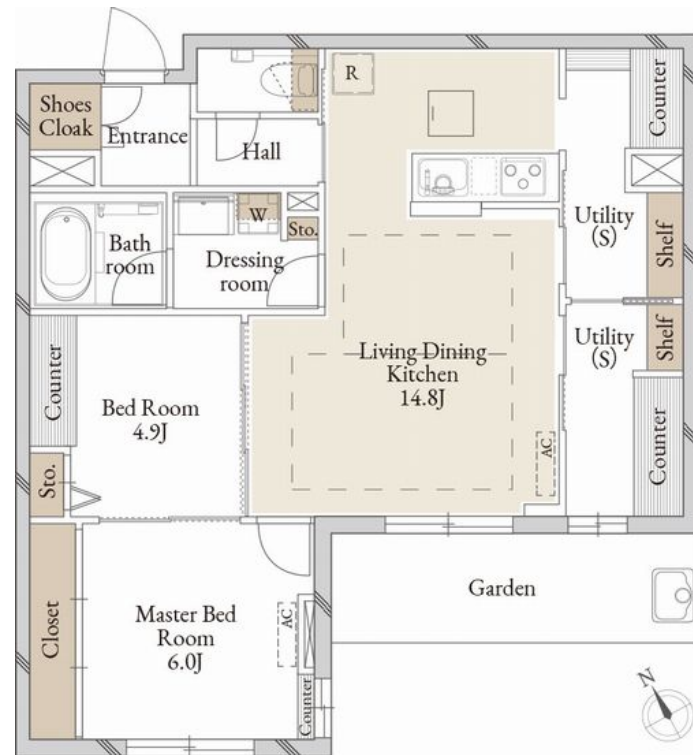 R
Shoes
Cloak
Entrance
Hall
Counter
W
Sto.
Bath
room
Dressing
room
Utility
(S)
Shelf
Living Dining
Kitchen
14.8J
Utility
(S)
Shelf
Counter
Bed Room
4.9J
Counter
AC
Sto.
Garden
Closet
Master Bed
Room
6.0J
AC
Counter
N